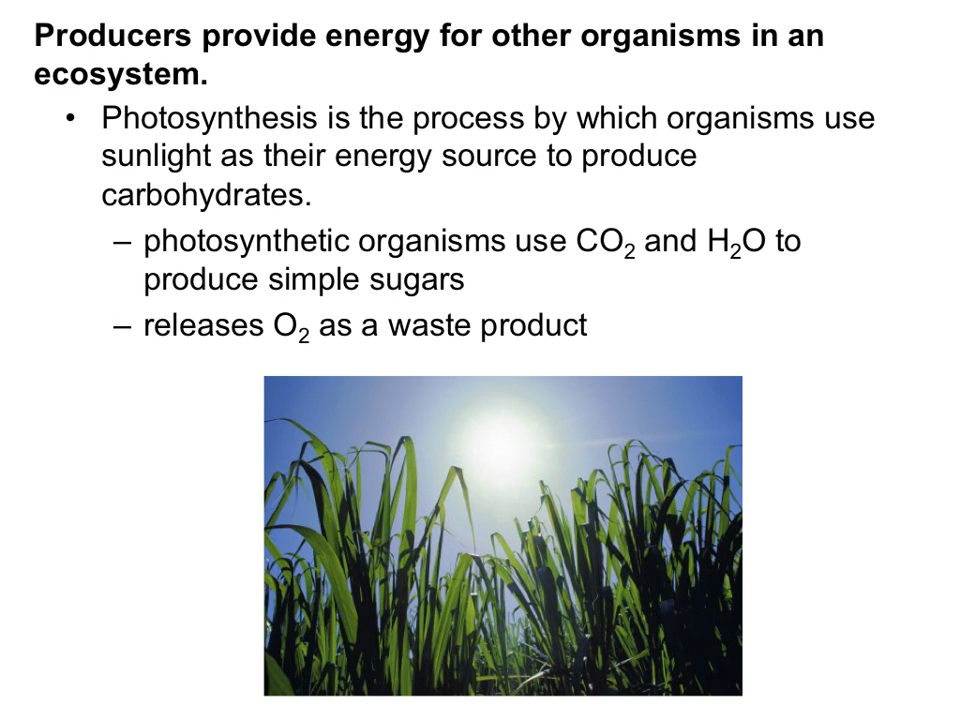 Producers provide energy for other organisms in an
ecosystem.
• Photosynthesis is the process by which organisms use
sunlight as their energy source to produce
carbohydrates.
– photosynthetic organisms use CO₂ and H₂O to
produce simple sugars
– releases O₂ as a waste product